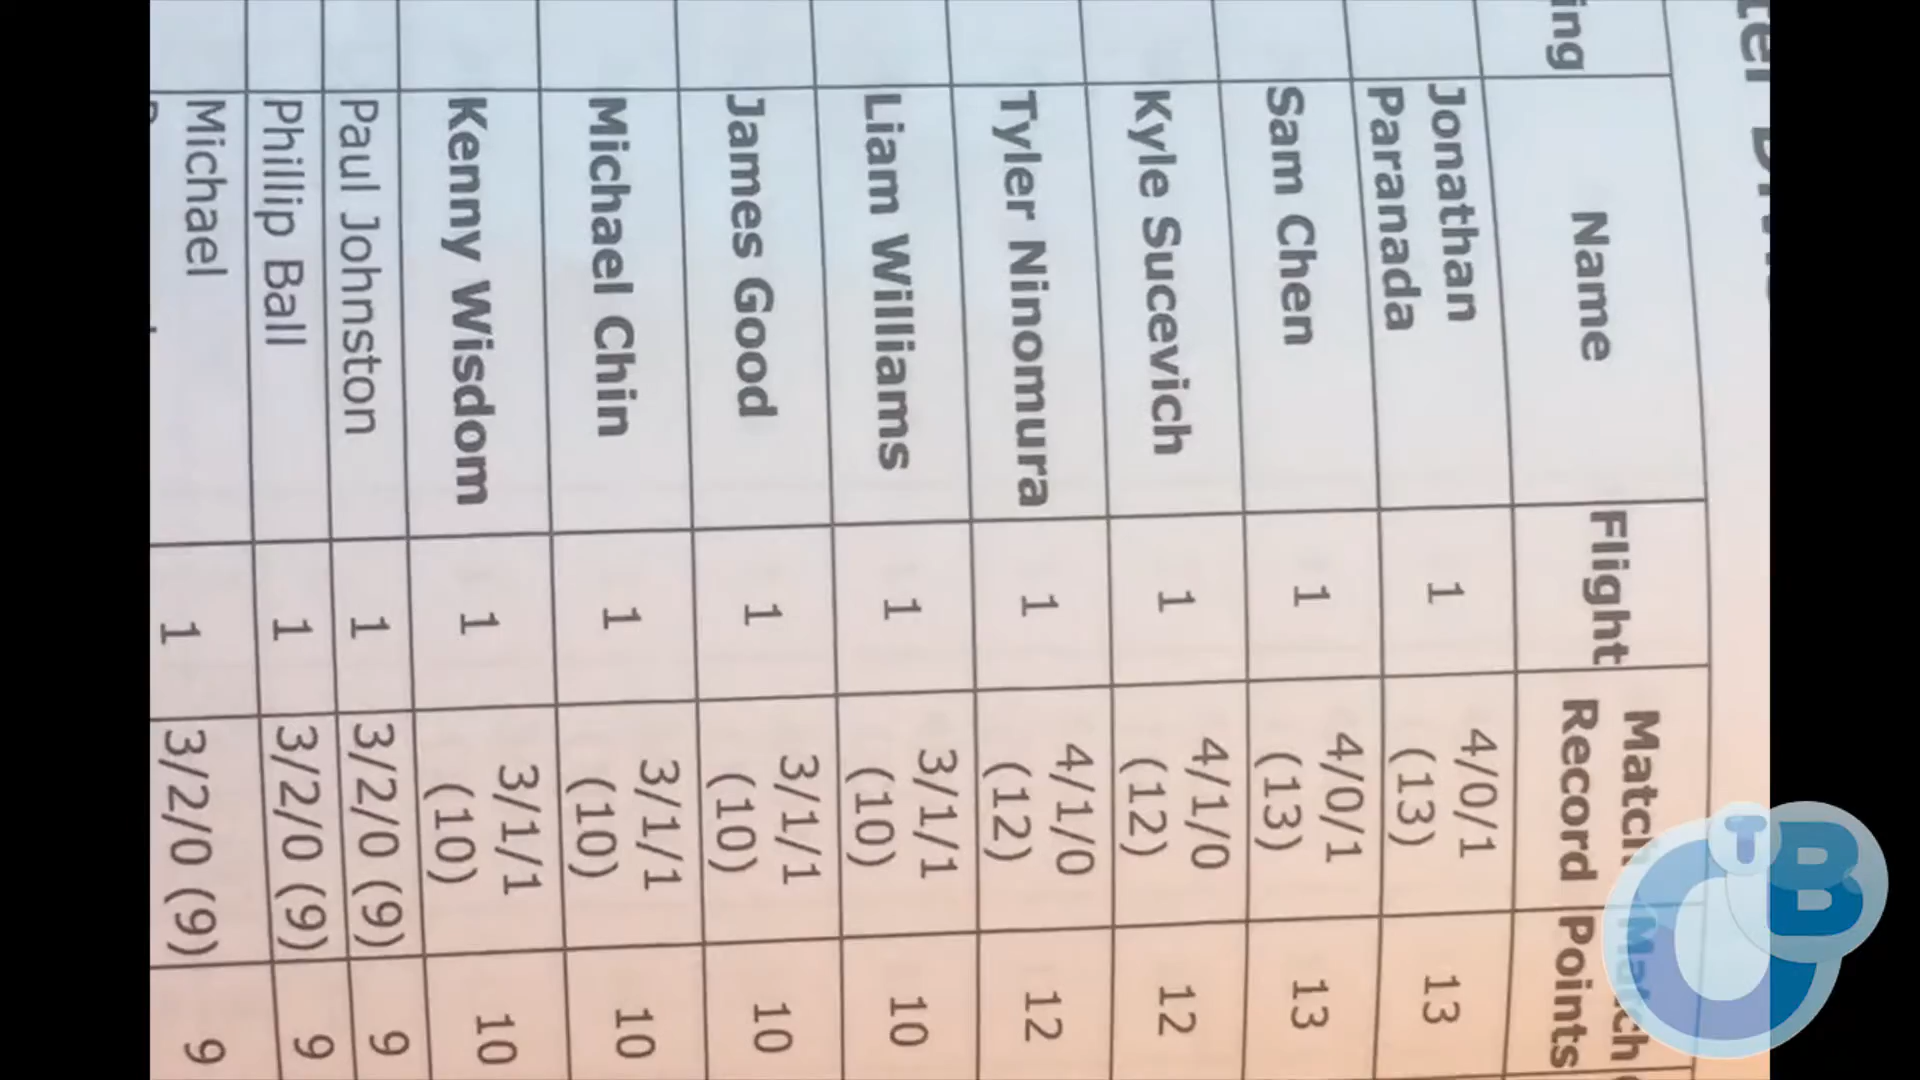 Name Flight Match Record Match Points
Jonathan Paranada 1 4/0/1 (13) 13
Sam Chen 1 4/0/1 (13) 13
Kyle Sucevich 1 4/1/0 (12) 12
Tyler Ninomura 1 4/1/0 (12) 12
Liam Williams 1 3/1/1 (10) 10
James Good 1 3/1/1 (10) 10
Michael Chin 1 3/1/1 (10) 10
Kenny Wisdom 1 3/1/1 (10) 10
Paul Johnston 1 3/2/0 (9) 9
Phillip Ball 1 3/2/0 (9) 9
Michael 1 3/2/0 (9) 9